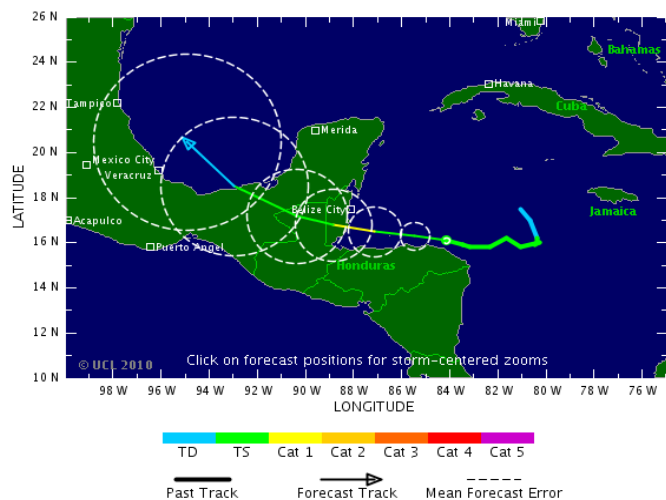 26 N
24 N
22 N
20 N
18 N
16 N
14 N
12 N
10 N
LATITUDE
Miami
Bahamas
Havana
Cuba
Tampico
Merida
Mexico City
Veracruz
Belize City
Jamaica
Acapulco
Puerto Angel
Honduras
© UCL 2010
Click on forecast positions for storm-centered zooms
98 W 96 W 94 W 92 W 90 W 88 W 86 W 84 W 82 W 80 W 78 W 76 W
LONGITUDE
TD TS Cat 1 Cat 2 Cat 3 Cat 4 Cat 5
Past Track Forecast Track Mean Forecast Error